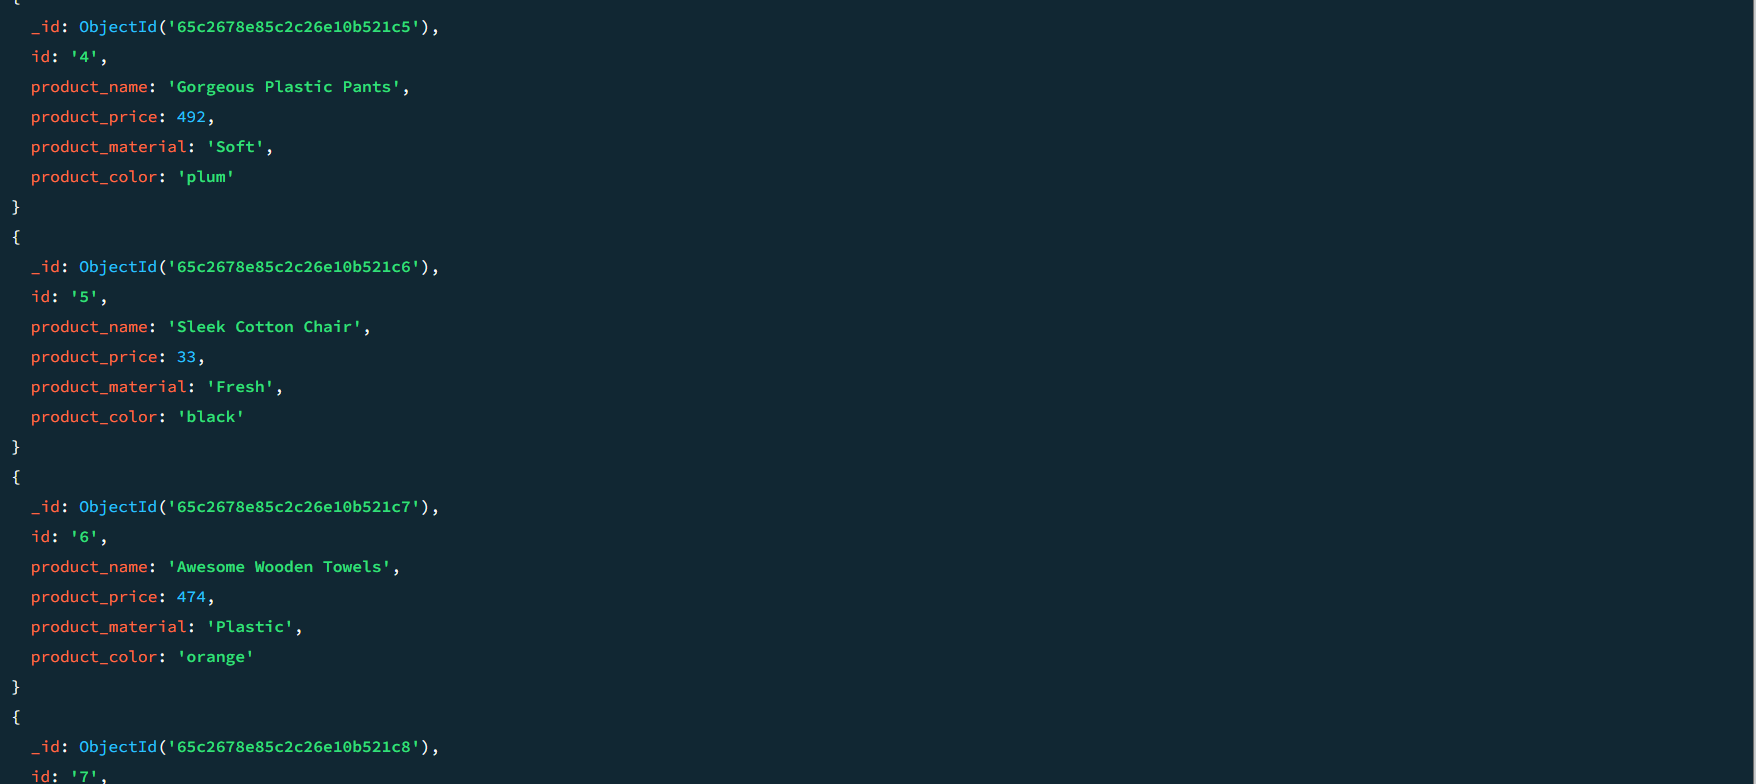 {
_id: ObjectId('65c2678e85c2c26e10b521c5'),
id: '4',
product_name: 'Gorgeous Plastic Pants',
product_price: 492,
product_material: 'Soft',
product_color: 'plum'
}
{
_id: ObjectId('65c2678e85c2c26e10b521c6'),
id: '5',
product_name: 'Sleek Cotton Chair',
product_price: 33,
product_material: 'Fresh',
product_color: 'black'
}
{
_id: ObjectId('65c2678e85c2c26e10b521c7'),
id: '6',
product_name: 'Awesome Wooden Towels',
product_price: 474,
product_material: 'Plastic',
product_color: 'orange'
}
{
_id: ObjectId('65c2678e85c2c26e10b521c8'),
id: '7',